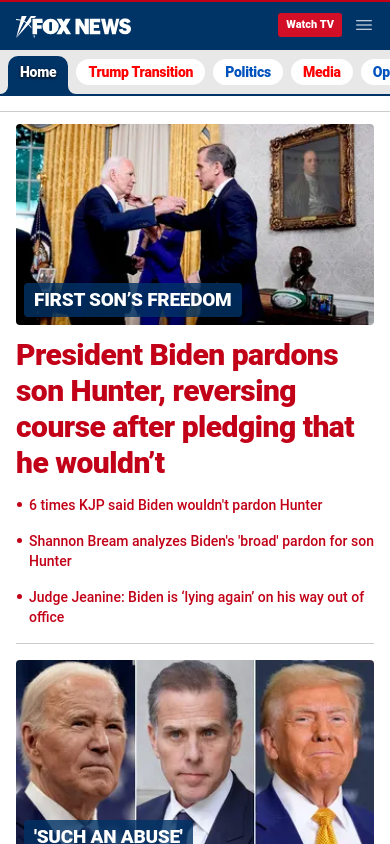 FOX NEWS
Watch TV
Home
Trump Transition
Politics
Media
Op
FIRST SON’S FREEDOM
President Biden pardons
son Hunter, reversing
course after pledging that
he wouldn’t
• 6 times KJP said Biden wouldn't pardon Hunter
• Shannon Bream analyzes Biden's 'broad' pardon for son
Hunter
• Judge Jeanine: Biden is ‘lying again’ on his way out of
office
'SUCH AN ABUSE'